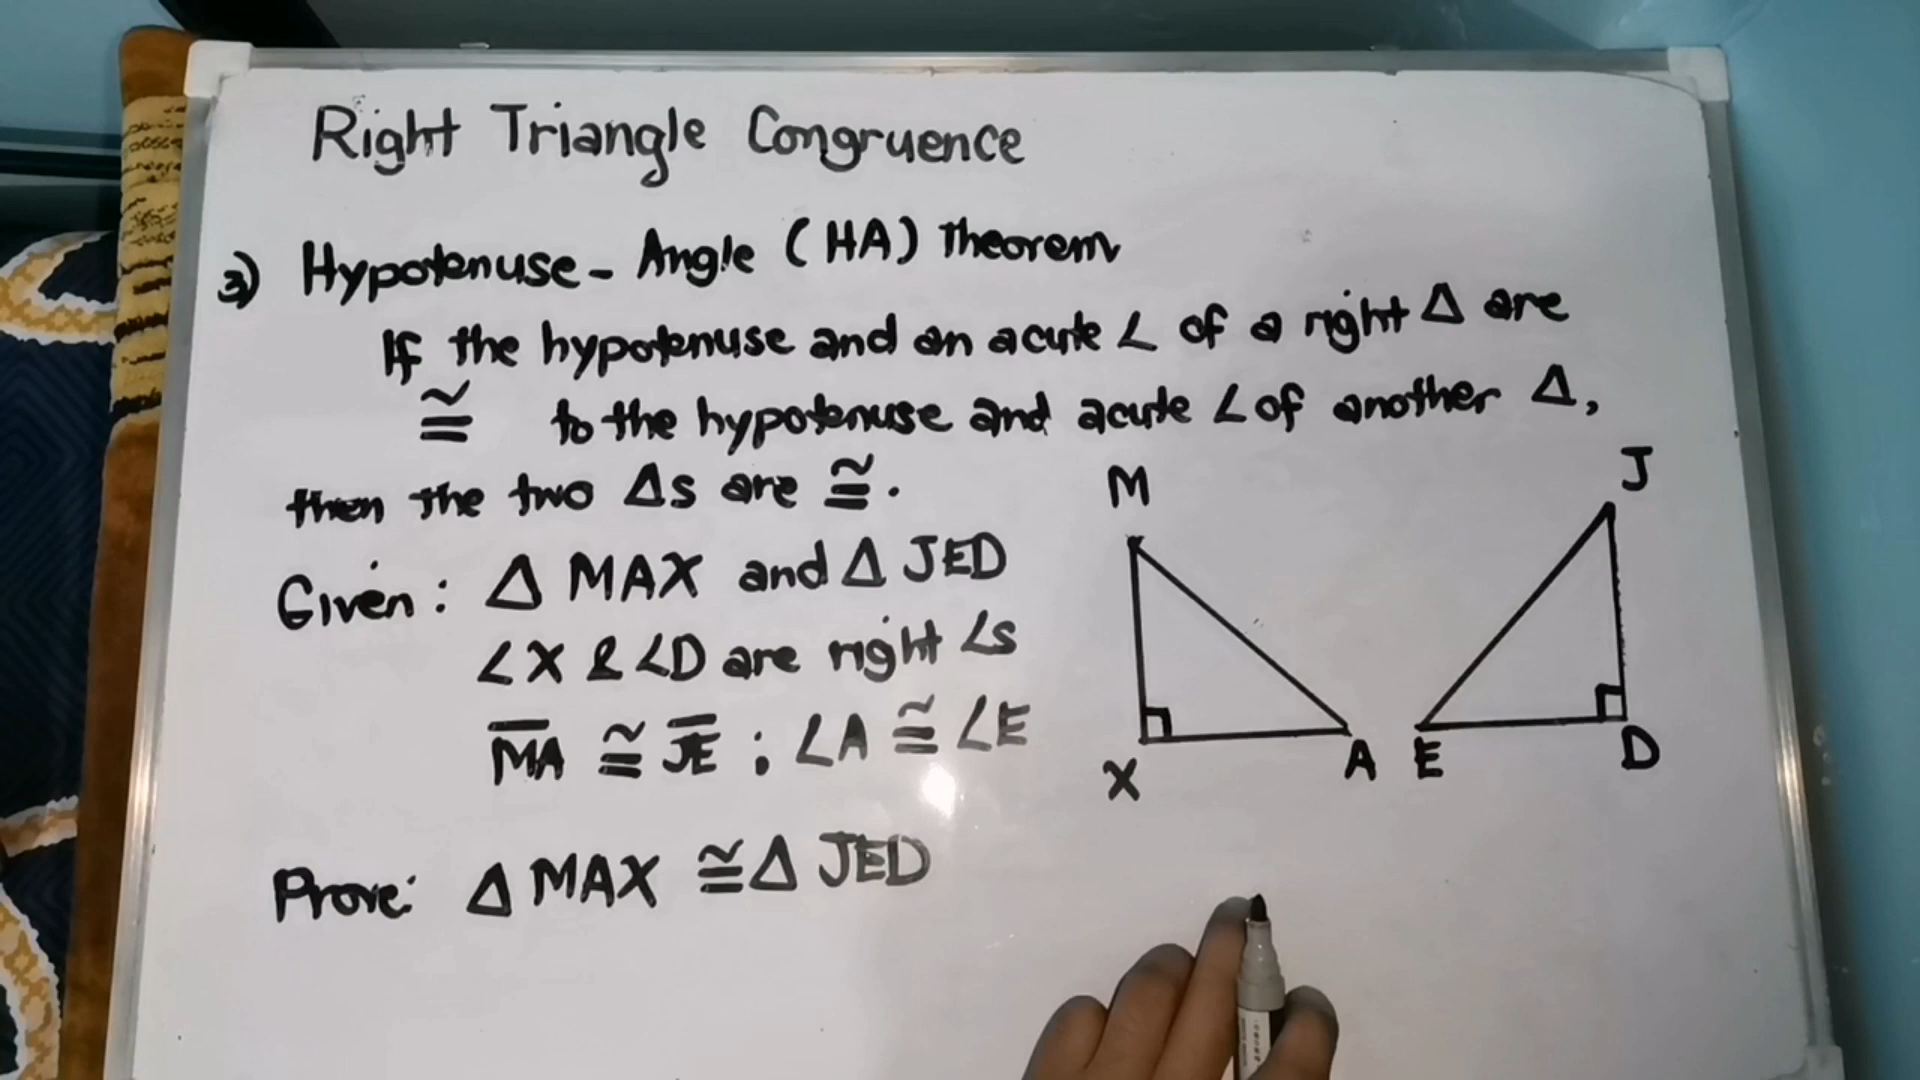 Right Triangle Congruence
3) Hypotenuse - Angle (HA) Theorem
If the hypotenuse and an acute ∠ of a right Δ are
≅ to the hypotenuse and acute ∠ of another Δ,
then the two Δs are ≅.
Given: Δ MAX and Δ JED
∠X & ∠D are right ∠s
M̅A̅ ≅ J̅E̅ ; ∠A ≅ ∠E
Prove: Δ MAX ≅ Δ JED
M
J
X
A
E
D